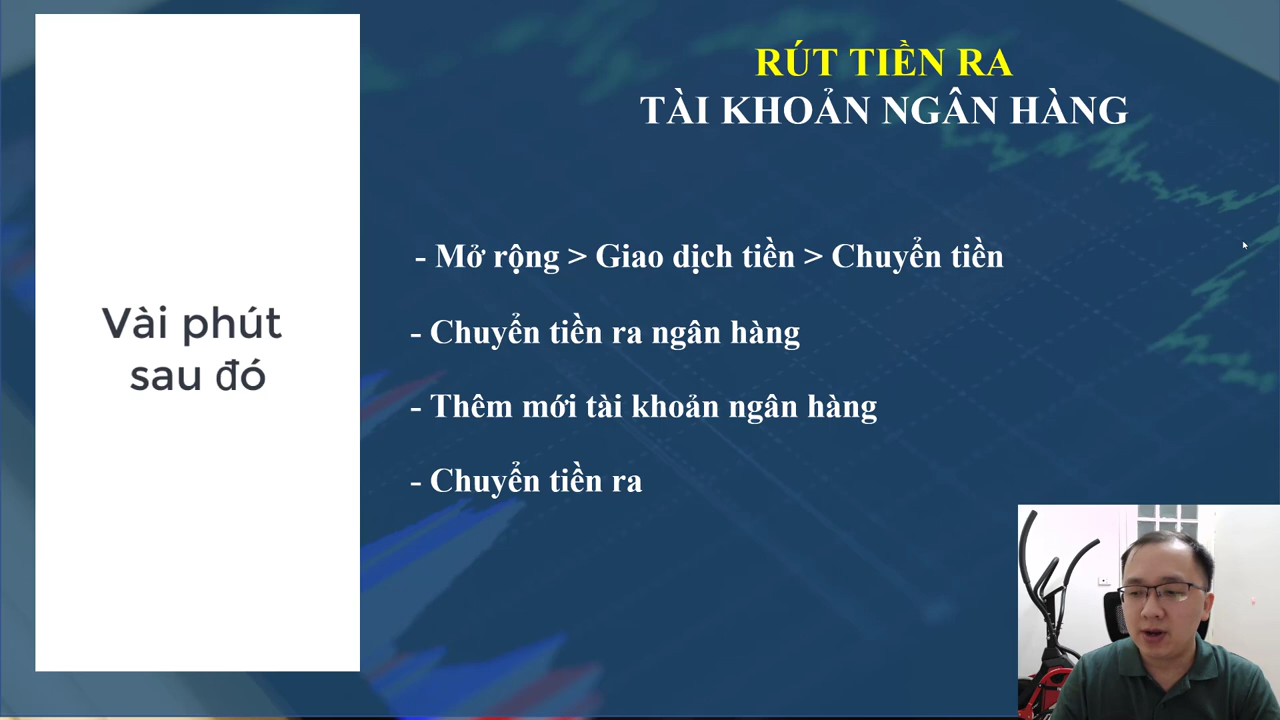 RÚT TIỀN RA
TÀI KHOẢN NGÂN HÀNG
Vài phút
sau đó
- Mở rộng > Giao dịch tiền > Chuyển tiền
- Chuyển tiền ra ngân hàng
- Thêm mới tài khoản ngân hàng
- Chuyển tiền ra